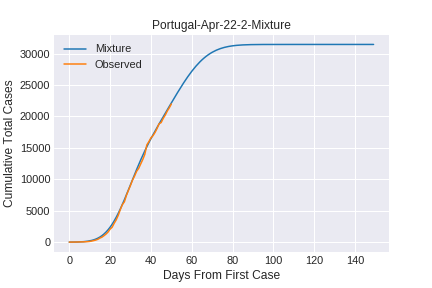 Portugal-Apr-22-2-Mixture
Mixture
Observed
Cumulative Total Cases
30000
25000
20000
15000
10000
5000
0
0 20 40 60 80 100 120 140
Days From First Case